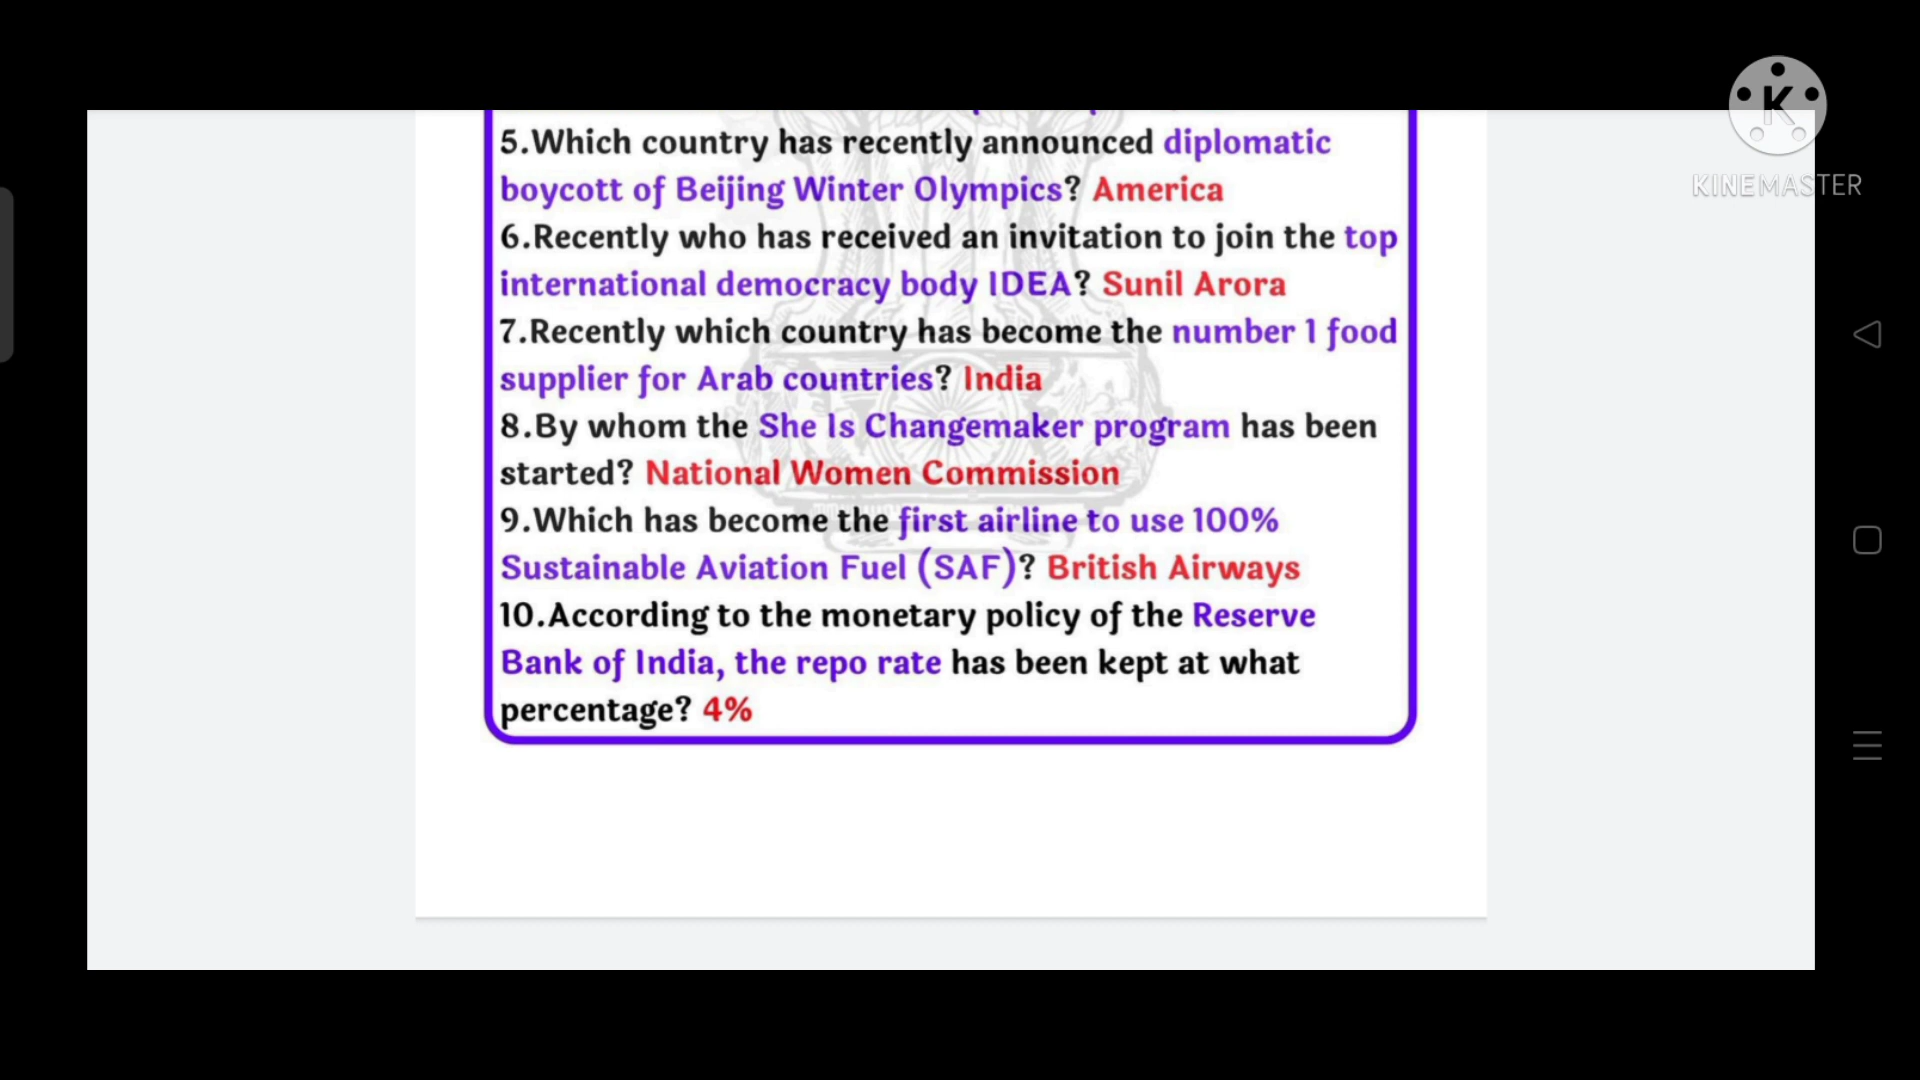 5.Which country has recently announced diplomatic
boycott of Beijing Winter Olympics? America
6.Recently who has received an invitation to join the top
international democracy body IDEA? Sunil Arora
7.Recently which country has become the number 1 food
supplier for Arab countries? India
8.By whom the She Is Changemaker program has been
started? National Women Commission
9.Which has become the first airline to use 100%
Sustainable Aviation Fuel (SAF)? British Airways
10.According to the monetary policy of the Reserve
Bank of India, the repo rate has been kept at what
percentage? 4%
K
KINEMASTER